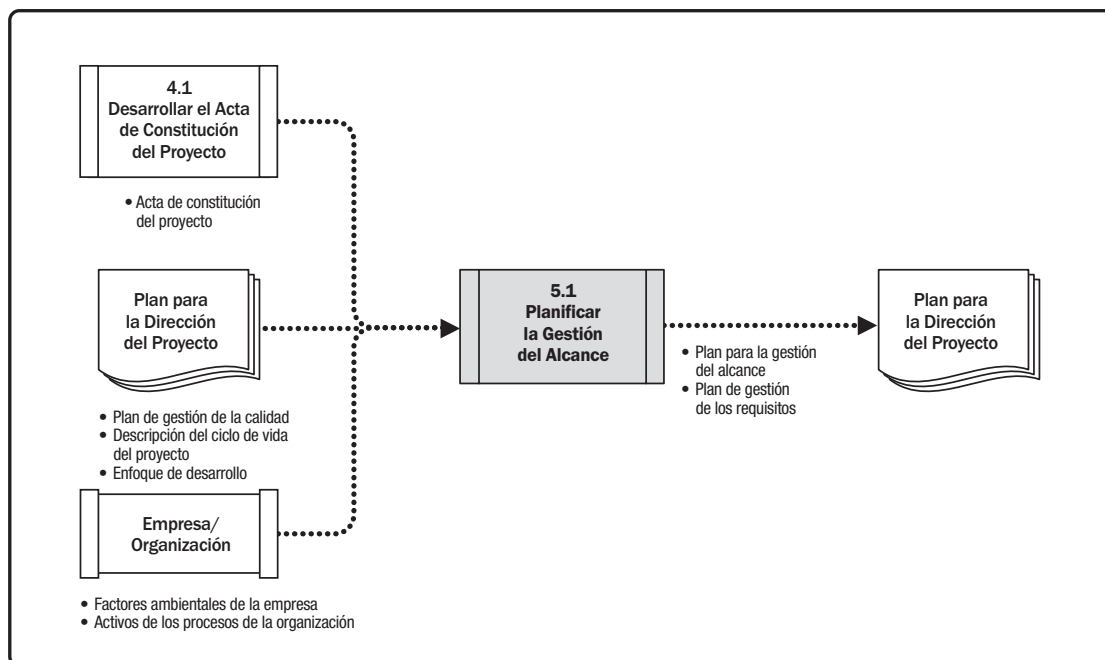 4.1
Desarrollar el Acta
de Constitución
del Proyecto
• Acta de constitución
del proyecto
Plan para
la Dirección
del Proyecto
• Plan de gestión de la calidad
• Descripción del ciclo de vida
del proyecto
• Enfoque de desarrollo
Empresa/
Organización
• Factores ambientales de la empresa
• Activos de los procesos de la organización
5.1
Planificar
la Gestión
del Alcance
• Plan para la gestión
del alcance
• Plan de gestión
de los requisitos
Plan para
la Dirección
del Proyecto